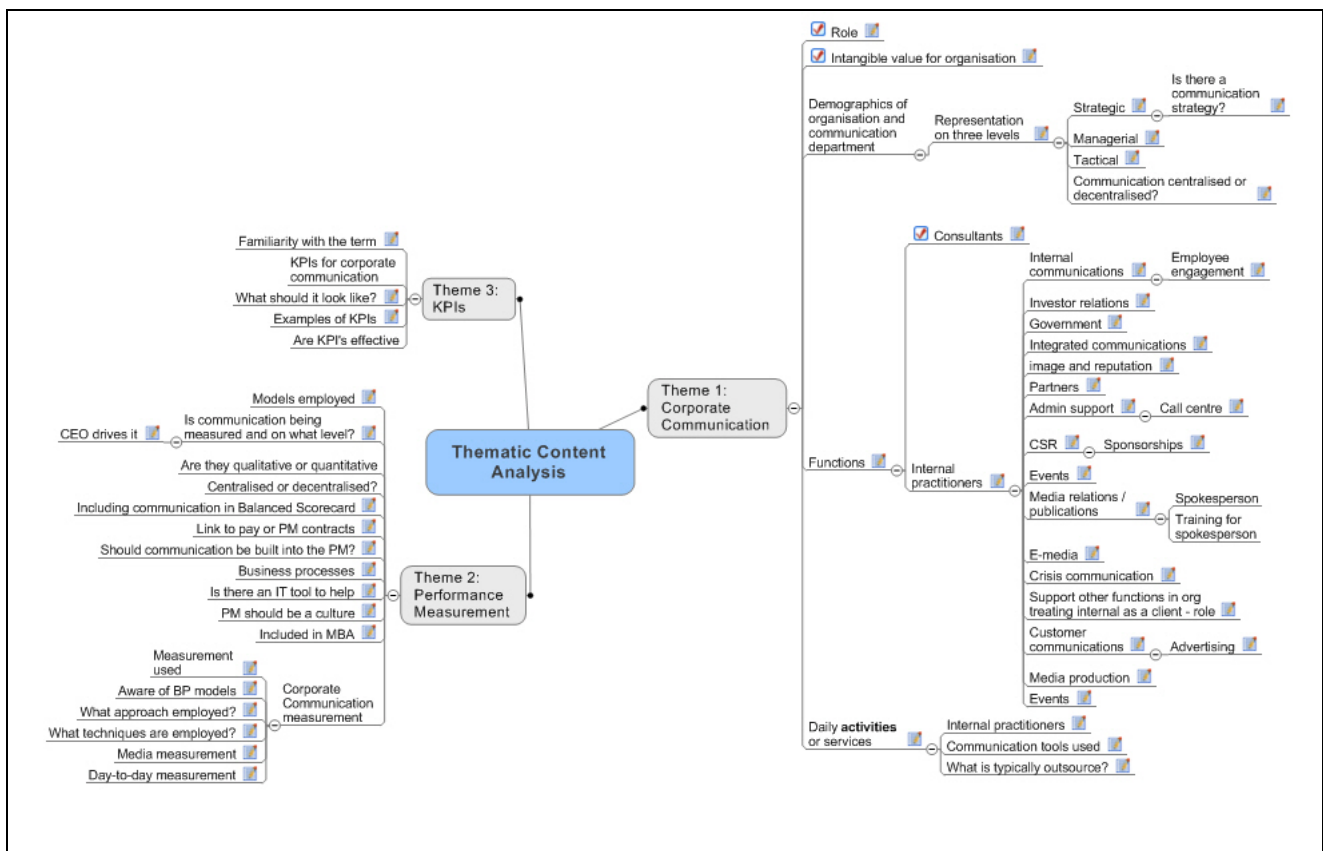 Thematic Content
Analysis
Theme 1:
Corporate
Communication
Role
Intangible value for organisation
Demographics of
organisation and
communication
department
Representation
on three levels
Strategic
Is there a
communication
strategy?
Managerial
Tactical
Communication centralised or
decentralised?
Functions
Consultants
Internal
practitioners
Internal
communications
Employee
engagement
Investor relations
Government
Integrated communications
image and reputation
Partners
Admin support
Call centre
CSR
Sponsorships
Events
Media relations /
publications
Spokesperson
Training for
spokesperson
E-media
Crisis communication
Support other functions in org
treating internal as a client - role
Customer
communications
Advertising
Media production
Events
Daily activities
or services
Internal practitioners
Communication tools used
What is typically outsource?
Theme 2:
Performance
Measurement
Models employed
Is communication being
measured and on what level?
CEO drives it
Are they qualitative or quantitative
Centralised or decentralised?
Including communication in Balanced Scorecard
Link to pay or PM contracts
Should communication be built into the PM?
Business processes
Is there an IT tool to help
PM should be a culture
Included in MBA
Corporate
Communication
measurement
Measurement
used
Aware of BP models
What approach employed?
What techniques are employed?
Media measurement
Day-to-day measurement
Theme 3:
KPIs
Familiarity with the term
KPIs for corporate
communication
What should it look like?
Examples of KPIs
Are KPI's effective